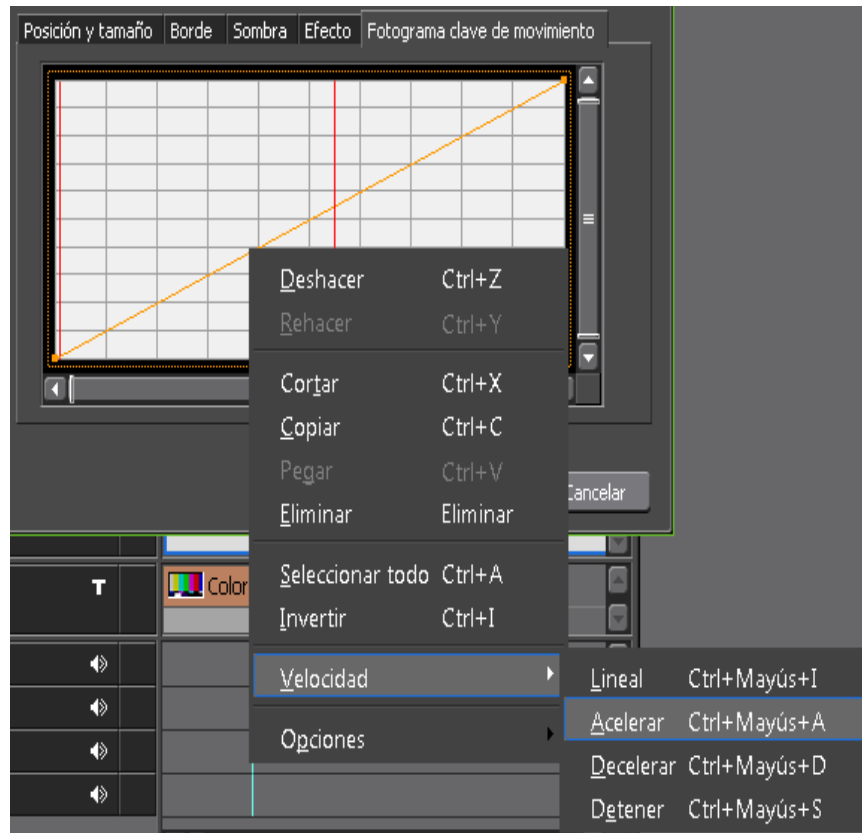 Posición y tamaño Borde Sombra Efecto Fotograma clave de movimiento
Deshacer Ctrl+Z
Rehacer Ctrl+Y
Cortar Ctrl+X
Copiar Ctrl+C
Pegar Ctrl+V
Cancelar
Eliminar Eliminar
Seleccionar todo Ctrl+A
T Color
Invertir Ctrl+I
Velocidad
Lineal Ctrl+Mayús+I
Acelerar Ctrl+Mayús+A
Opciones
Decelerar Ctrl+Mayús+D
Detener Ctrl+Mayús+S